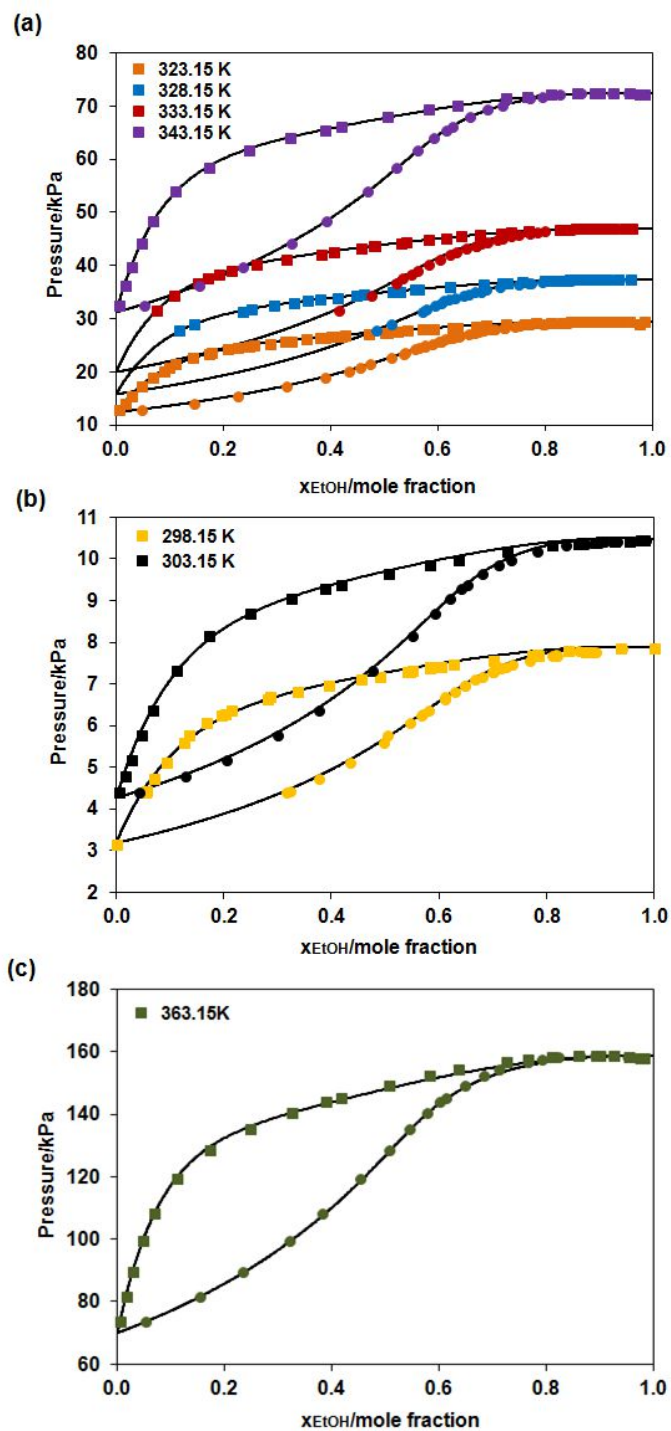 (a)
80
70
60
50
40
30
20
10
Pressure/kPa
323.15 K
328.15 K
333.15 K
343.15 K
0.0 0.2 0.4 0.6 0.8 1.0
xEtOH/mole fraction
(b)
11
10
9
8
7
6
5
4
3
2
Pressure/kPa
298.15 K
303.15 K
0.0 0.2 0.4 0.6 0.8 1.0
xEtOH/mole fraction
(c)
180
160
140
120
100
80
60
Pressure/kPa
363.15K
0.0 0.2 0.4 0.6 0.8 1.0
xEtOH/mole fraction